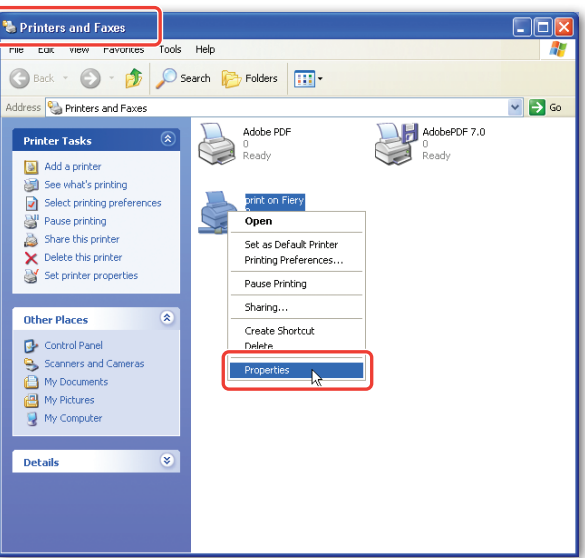 Printers and Faxes
File Edit View Favorites Tools Help
Back Search Folders
Address Printers and Faxes Go
Printer Tasks
Add a printer
See what's printing
Select printing preferences
Pause printing
Share this printer
Delete this printer
Set printer properties
Other Places
Control Panel
Scanners and Cameras
My Documents
My Pictures
My Computer
Details
Adobe PDF
0
Ready
AdobePDF 7.0
0
Ready
print on Fiery
Open
Set as Default Printer
Printing Preferences...
Pause Printing
Sharing...
Create Shortcut
Delete
Properties